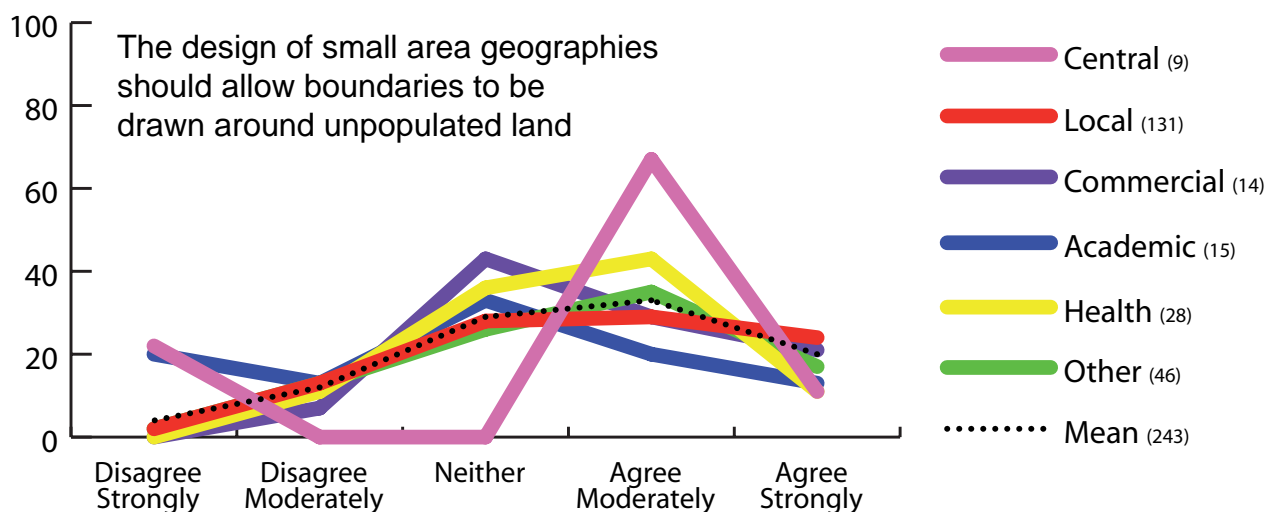 100
80
60
40
20
0
The design of small area geographies
should allow boundaries to be
drawn around unpopulated land
Disagree
Strongly
Disagree
Moderately
Neither
Agree
Moderately
Agree
Strongly
Central (9)
Local (131)
Commercial (14)
Academic (15)
Health (28)
Other (46)
Mean (243)